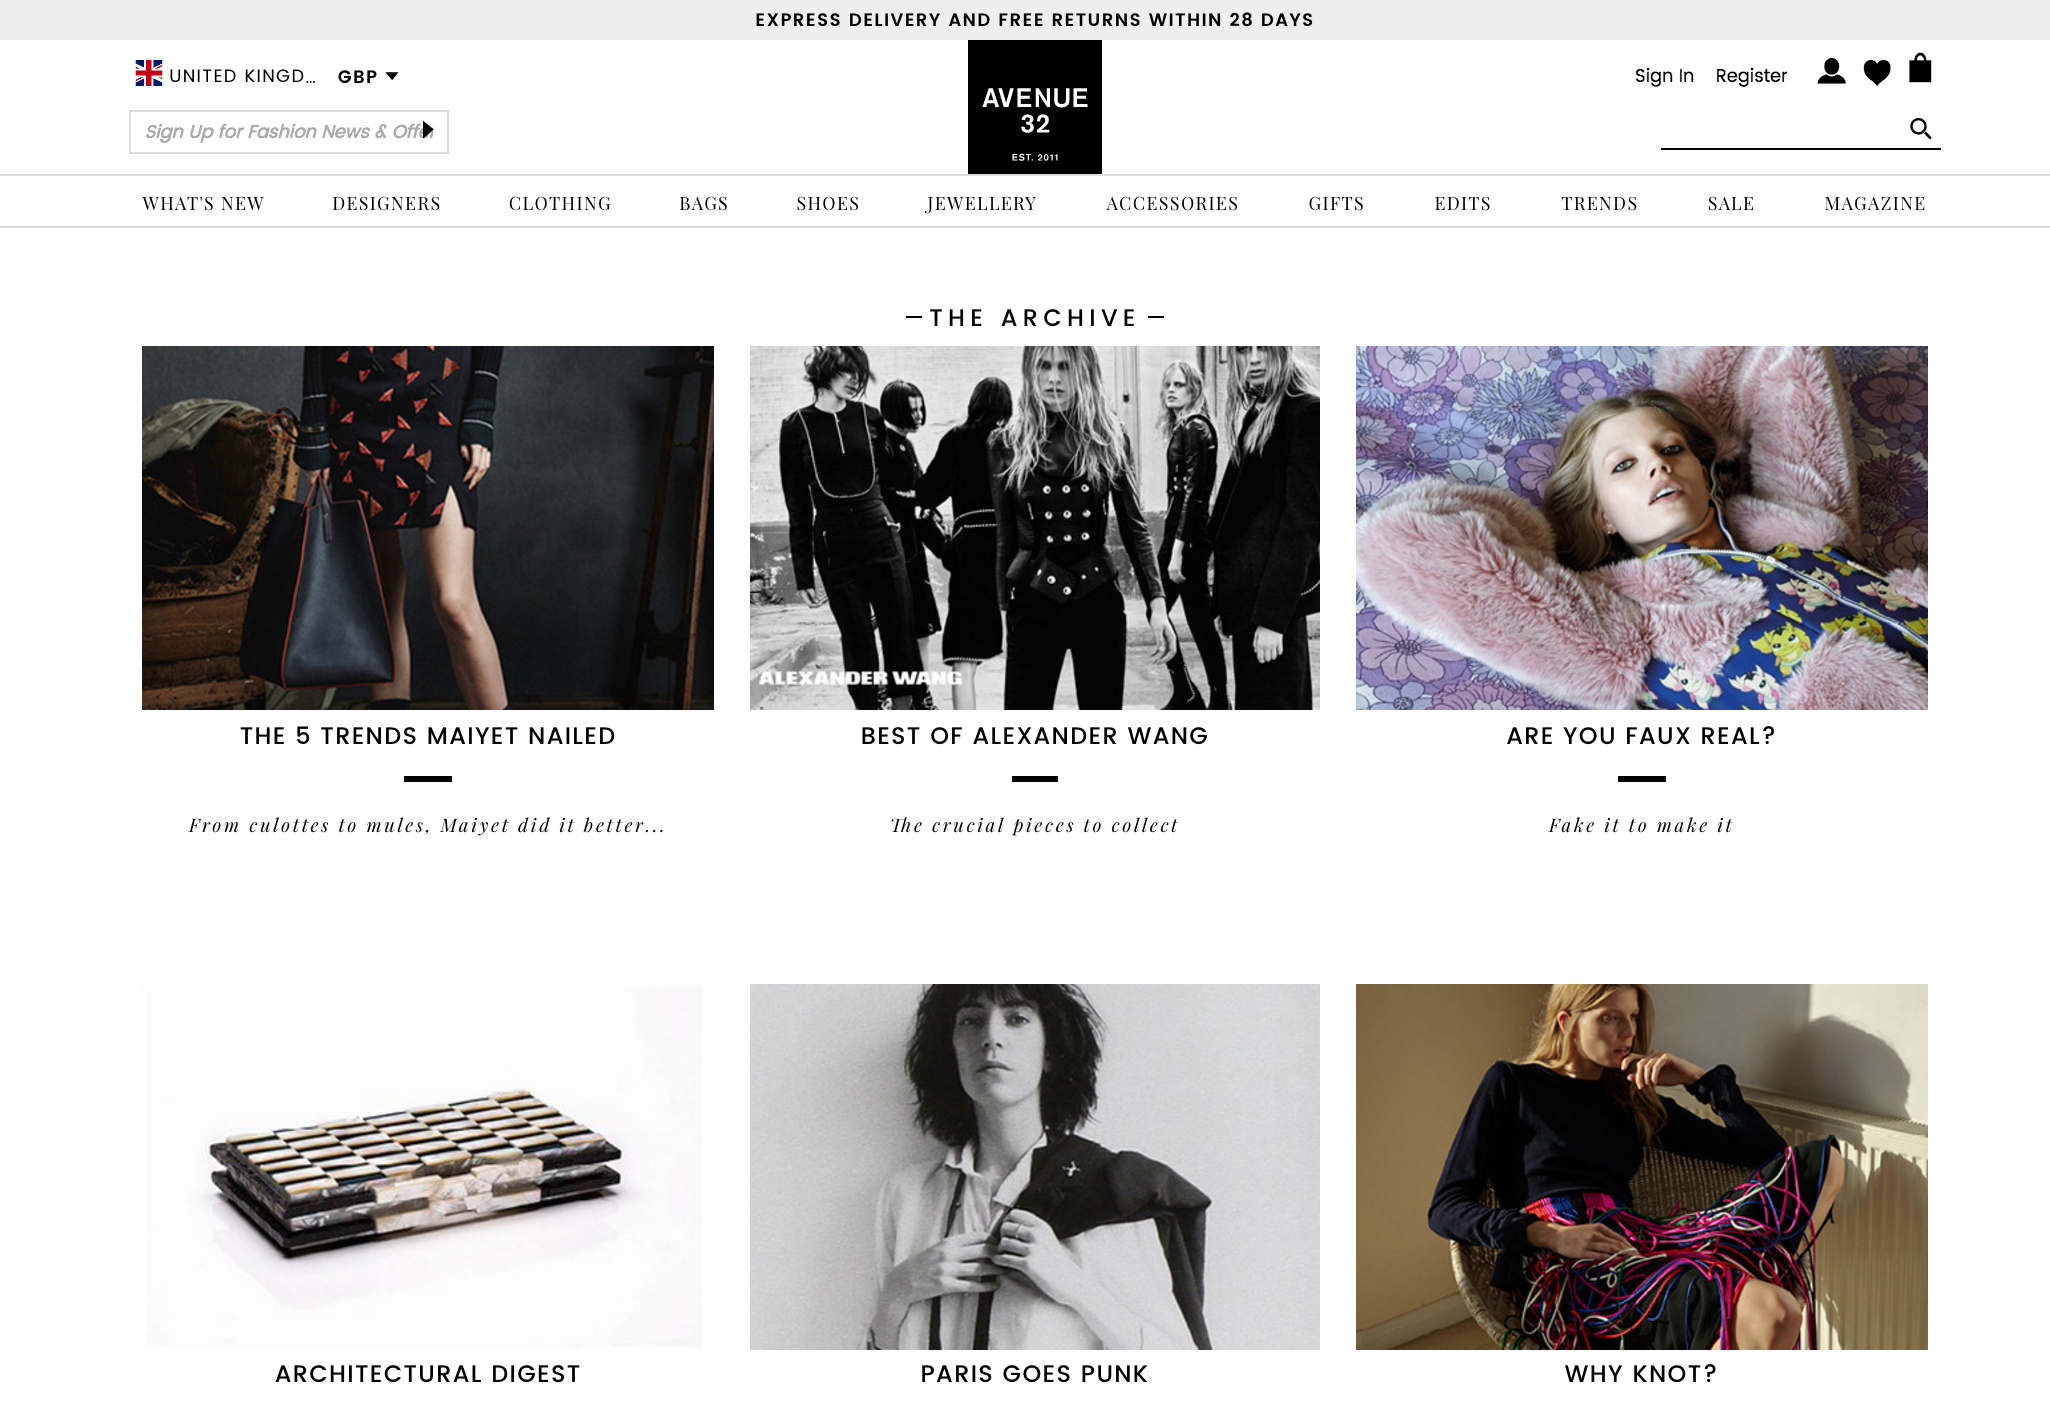 EXPRESS DELIVERY AND FREE RETURNS WITHIN 28 DAYS
UNITED KINGD... GBP
Sign In Register
Sign Up for Fashion News & Offer
AVENUE
32
EST. 2011
WHAT'S NEW DESIGNERS CLOTHING BAGS SHOES JEWELLERY ACCESSORIES GIFTS EDITS TRENDS SALE MAGAZINE
THE ARCHIVE
ALEXANDER WANG
THE 5 TRENDS MAIYET NAILED
From culottes to mules, Maiyet did it better...
BEST OF ALEXANDER WANG
The crucial pieces to collect
ARE YOU FAUX REAL?
Fake it to make it
ARCHITECTURAL DIGEST
PARIS GOES PUNK
WHY KNOT?